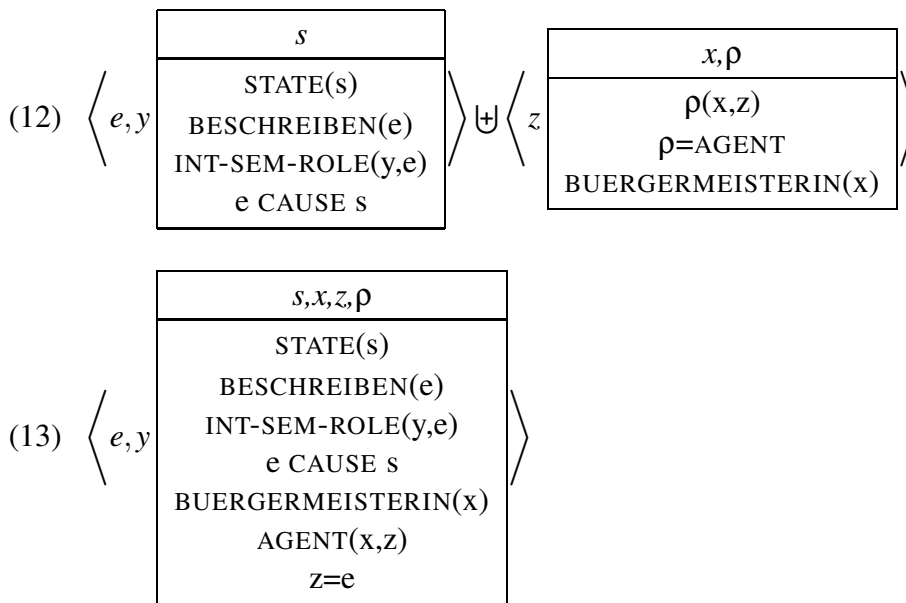 s
x,ρ
STATE(s)
ρ(x,z)
(12) ⟨ e, y BESCHREIBEN(e) ⟩ ⊎ ⟨ z ρ=AGENT ⟩
INT-SEM-ROLE(y,e)
BUERGERMEISTERIN(x)
e CAUSE s
s,x,z,ρ
STATE(s)
BESCHREIBEN(e)
INT-SEM-ROLE(y,e)
(13) ⟨ e, y e CAUSE s ⟩
BUERGERMEISTERIN(x)
AGENT(x,z)
z=e